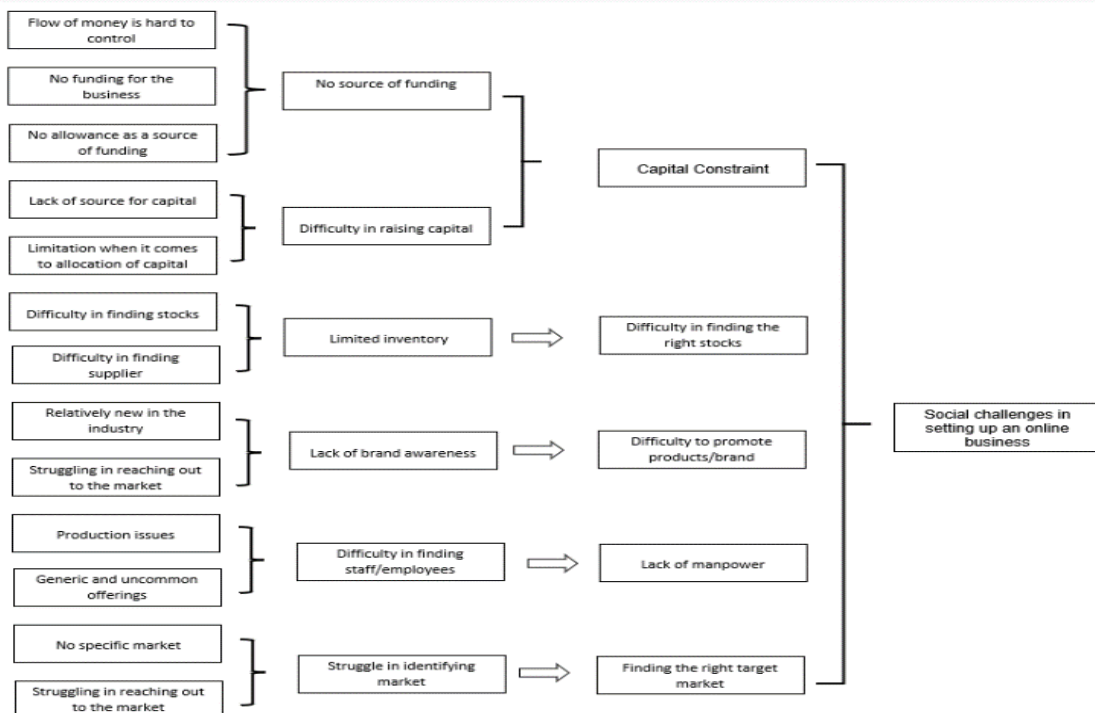 Flow of money is hard to
control
No funding for the
business
No allowance as a source
of funding
Lack of source for capital
Limitation when it comes
to allocation of capital
Difficulty in finding stocks
Difficulty in finding
supplier
Relatively new in the
industry
Struggling in reaching out
to the market
Production issues
Generic and uncommon
offerings
No specific market
Struggling in reaching out
to the market
No source of funding
Difficulty in raising capital
Limited inventory
Lack of brand awareness
Difficulty in finding
staff/employees
Struggle in identifying
market
Capital Constraint
Difficulty in finding the
right stocks
Difficulty to promote
products/brand
Lack of manpower
Finding the right target
market
Social challenges in
setting up an online
business